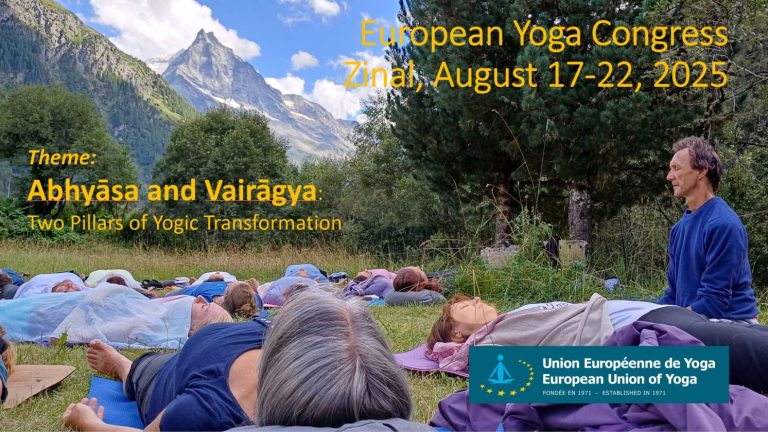 European Yoga Congress
Zinal, August 17-22, 2025
Theme:
Abhyāsa and Vairāgya:
Two Pillars of Yogic Transformation
Union Européenne de Yoga
European Union of Yoga
FONDÉE EN 1971 – ESTABLISHED IN 1971